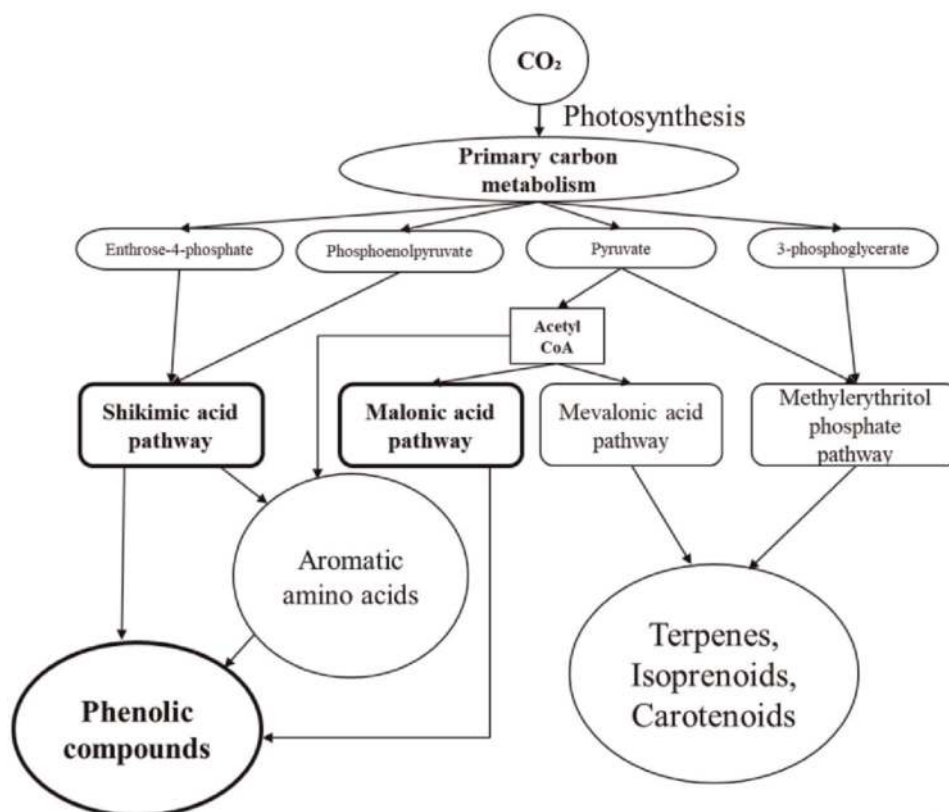 CO₂
Photosynthesis
Primary carbon
metabolism
Enthrose-4-phosphate
Phosphoenolpyruvate
Pyruvate
3-phosphoglycerate
Acetyl
CoA
Shikimic acid
pathway
Malonic acid
pathway
Mevalonic acid
pathway
Methylerythritol
phosphate
pathway
Aromatic
amino acids
Terpenes,
Isoprenoids,
Carotenoids
Phenolic
compounds